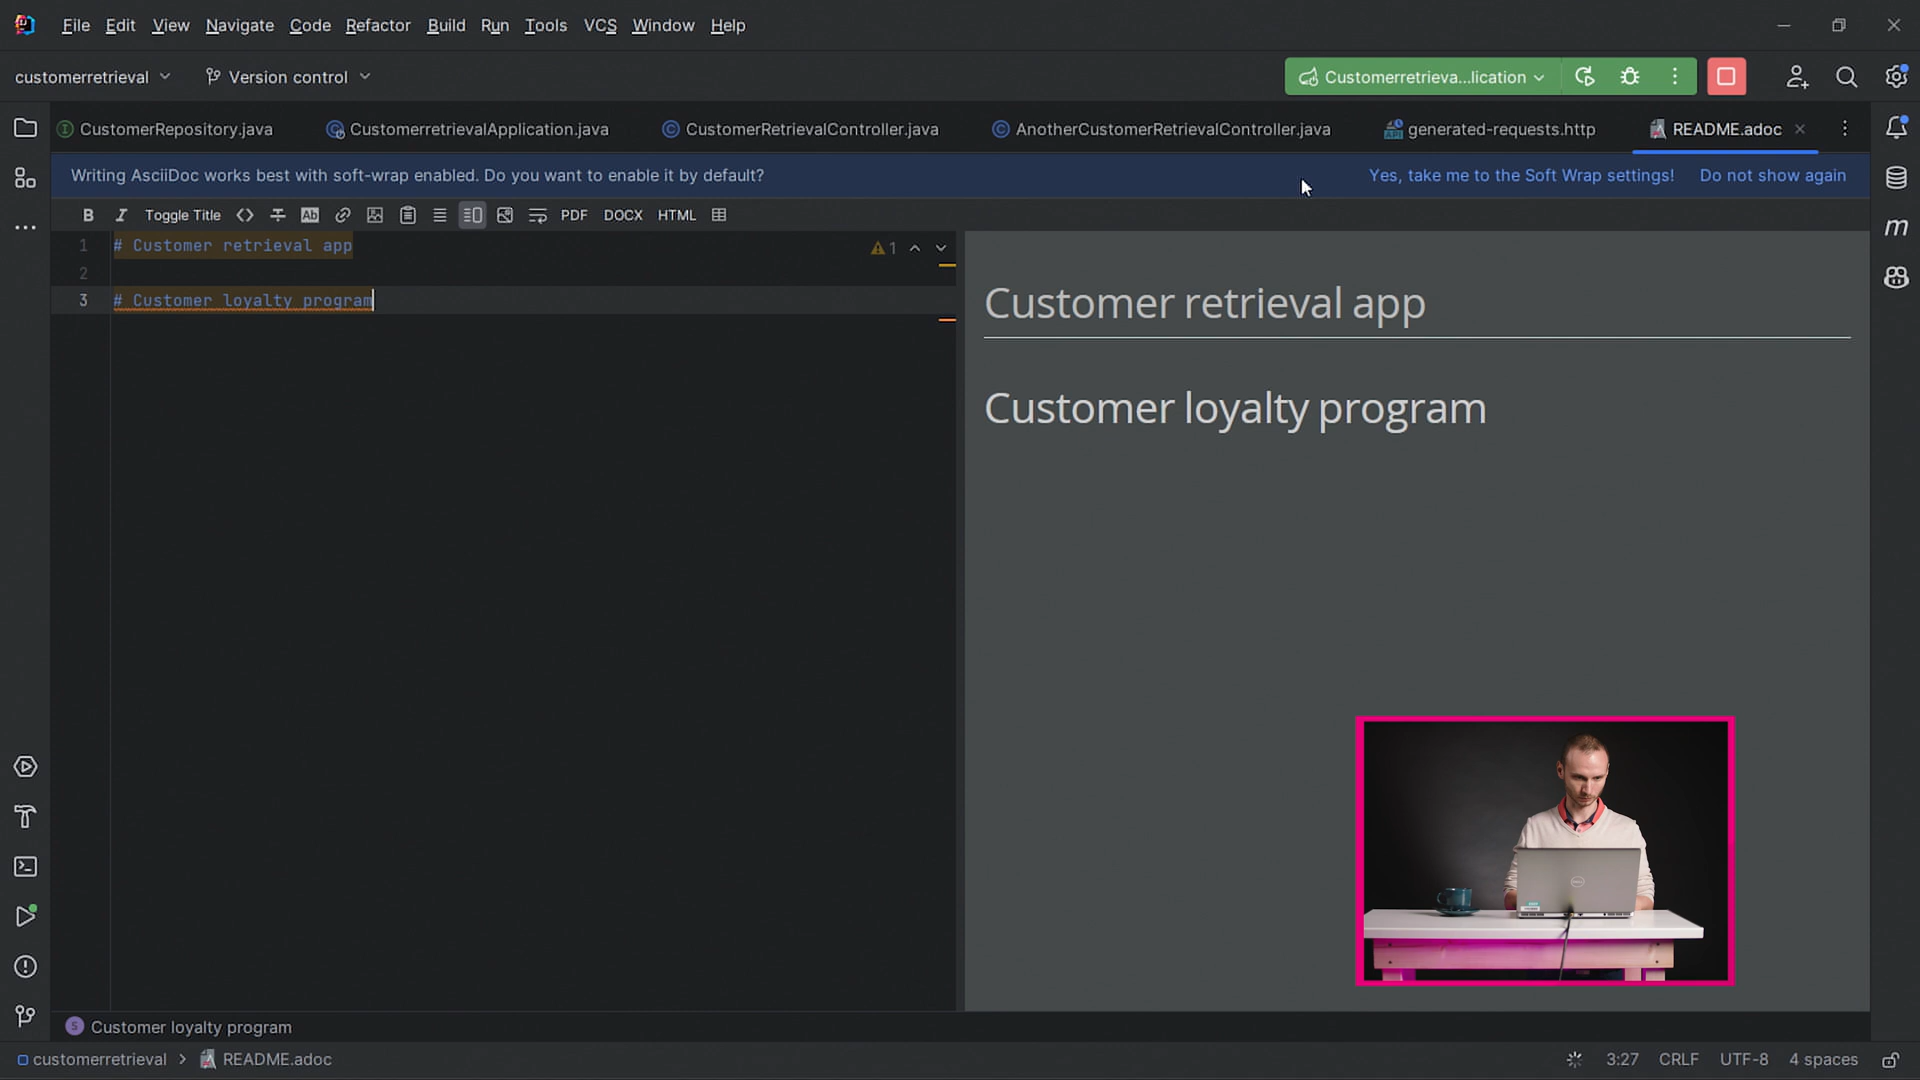 File Edit View Navigate Code Refactor Build Run Tools VCS Window Help
customerretrieval Version control Customerretrieva...lication
CustomerRepository.java CustomerretrievalApplication.java CustomerRetrievalController.java AnotherCustomerRetrievalController.java generated-requests.http README.adoc
Writing AsciiDoc works best with soft-wrap enabled. Do you want to enable it by default? Yes, take me to the Soft Wrap settings! Do not show again
B I Toggle Title Ab PDF DOCX HTML
1 # Customer retrieval app 1
2
3 # Customer loyalty program
Customer retrieval app
Customer loyalty program
S Customer loyalty program
customerretrieval > README.adoc 3:27 CRLF UTF-8 4 spaces